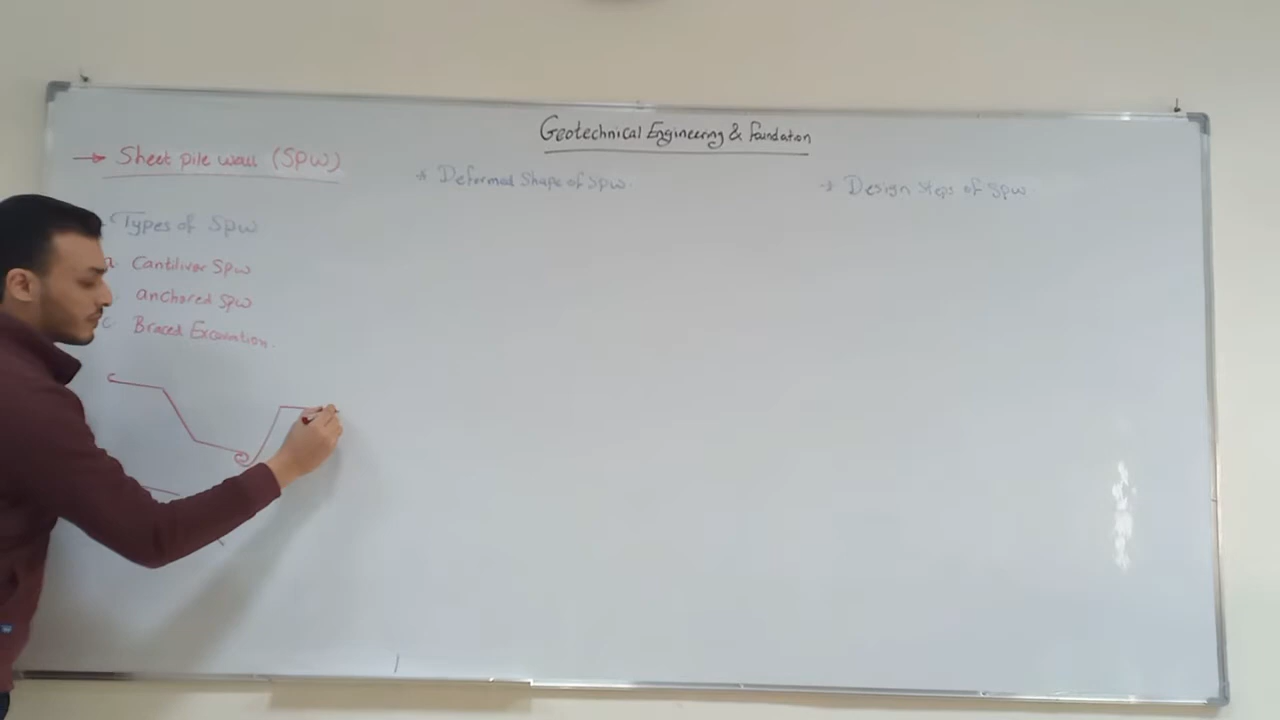 Geotechnical Engineering & Foundation
→ Sheet pile wall (SPW)
Types of SPW
a. Cantiliver SPW
anchored SPW
c. Braced Excavation.
* Deformed Shape of SPW.
→ Design Steps of SPW